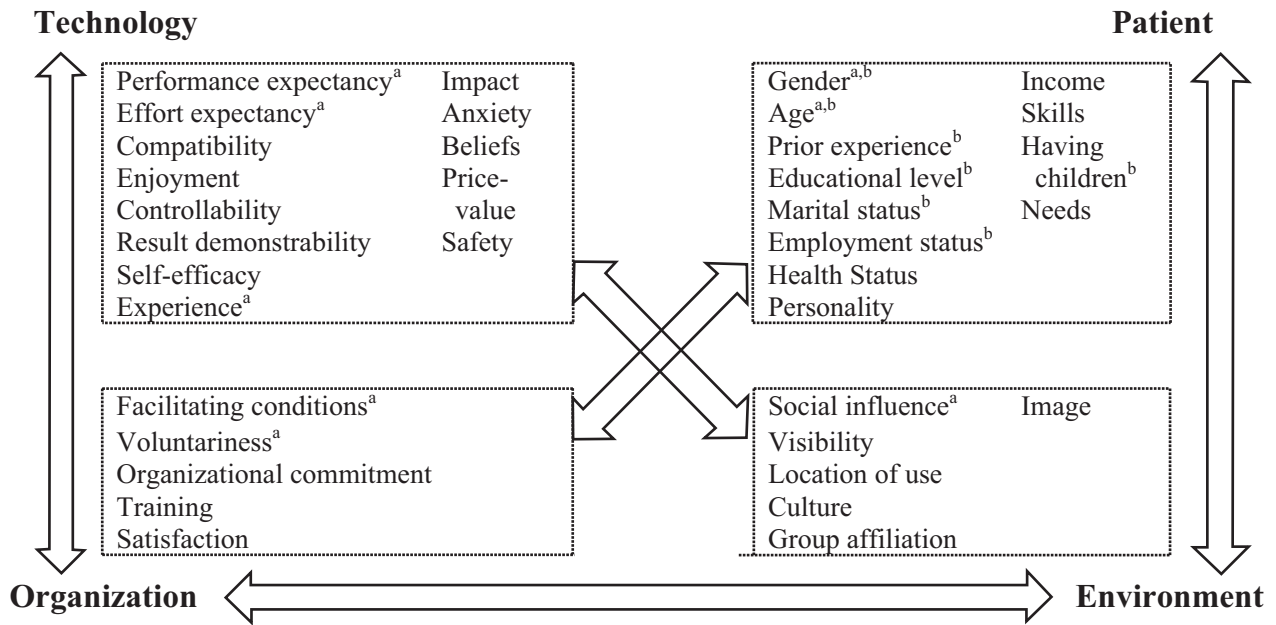 Technology
Patient
Performance expectancyᵃ Impact
Effort expectancyᵃ Anxiety
Compatibility Beliefs
Enjoyment Price-
Controllability value
Result demonstrability Safety
Self-efficacy
Experienceᵃ
Genderᵃ,ᵇ Income
Ageᵃ,ᵇ Skills
Prior experienceᵇ Having
Educational levelᵇ childrenᵇ
Marital statusᵇ Needs
Employment statusᵇ
Health Status
Personality
Facilitating conditionsᵃ
Voluntarinessᵃ
Organizational commitment
Training
Satisfaction
Social influenceᵃ Image
Visibility
Location of use
Culture
Group affiliation
Organization
Environment